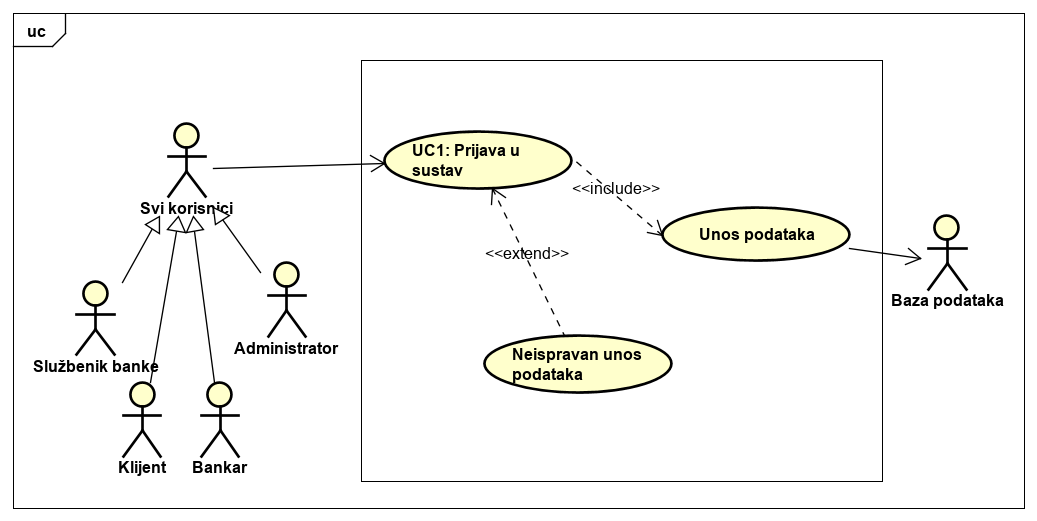 uc
UC1: Prijava u
sustav
<<include>>
Svi korisnici
Unos podataka
<<extend>>
Baza podataka
Administrator
Neispravan unos
podataka
Službenik banke
Klijent
Bankar